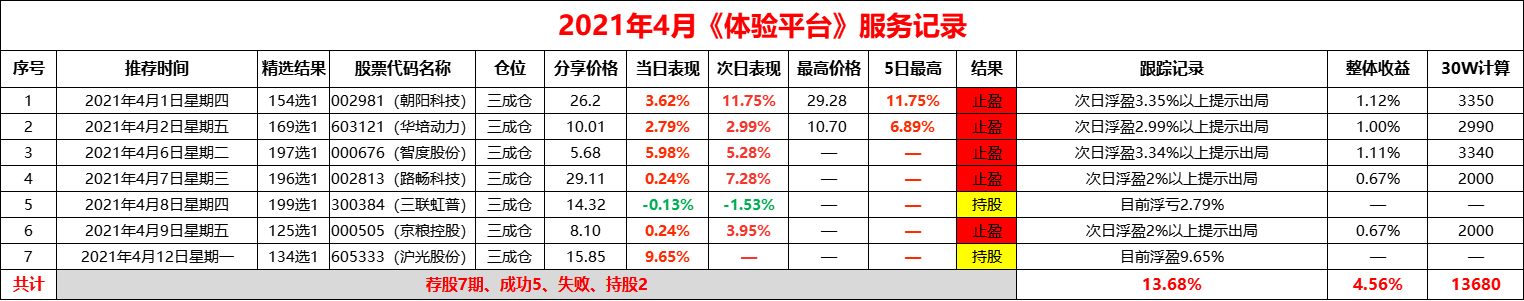 2021年4月《体验平台》服务记录
序号 推荐时间 精选结果 股票代码名称 仓位 分享价格 当日表现 次日表现 最高价格 5日最高 结果 跟踪记录 整体收益 30W计算
1 2021年4月1日星期四 154选1 002981（朝阳科技） 三成仓 26.2 3.62% 11.75% 29.28 11.75% 止盈 次日浮盈3.35%以上提示出局 1.12% 3350
2 2021年4月2日星期五 169选1 603121（华培动力） 三成仓 10.01 2.79% 2.99% 10.70 6.89% 止盈 次日浮盈2.99%以上提示出局 1.00% 2990
3 2021年4月6日星期二 197选1 000676（智度股份） 三成仓 5.68 5.98% 5.28% — — 止盈 次日浮盈3.34%以上提示出局 1.11% 3340
4 2021年4月7日星期三 196选1 002813（路畅科技） 三成仓 29.11 0.24% 7.28% — — 止盈 次日浮盈2%以上提示出局 0.67% 2000
5 2021年4月8日星期四 199选1 300384（三联虹普） 三成仓 14.32 -0.13% -1.53% — — 持股 目前浮亏2.79%
6 2021年4月9日星期五 125选1 000505（京粮控股） 三成仓 8.10 0.24% 3.95% — — 止盈 次日浮盈2%以上提示出局 0.67% 2000
7 2021年4月12日星期一 134选1 605333（沪光股份） 三成仓 15.85 9.65% — — — 持股 目前浮盈9.65%
共计 荐股7期、成功5、失败、持股2 13.68% 4.56% 13680